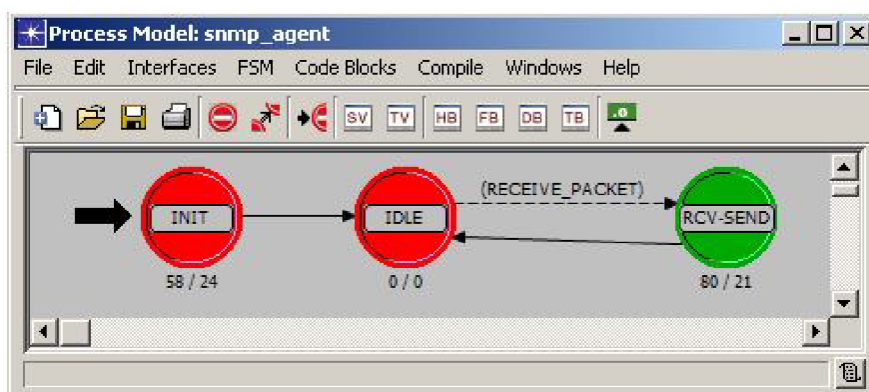 Process Model: snmp_agent
File Edit Interfaces FSM Code Blocks Compile Windows Help
SV TV HB FB DB TB .0
(RECEIVE_PACKET)
INIT IDLE RCV-SEND
58 / 24 0 / 0 80 / 21